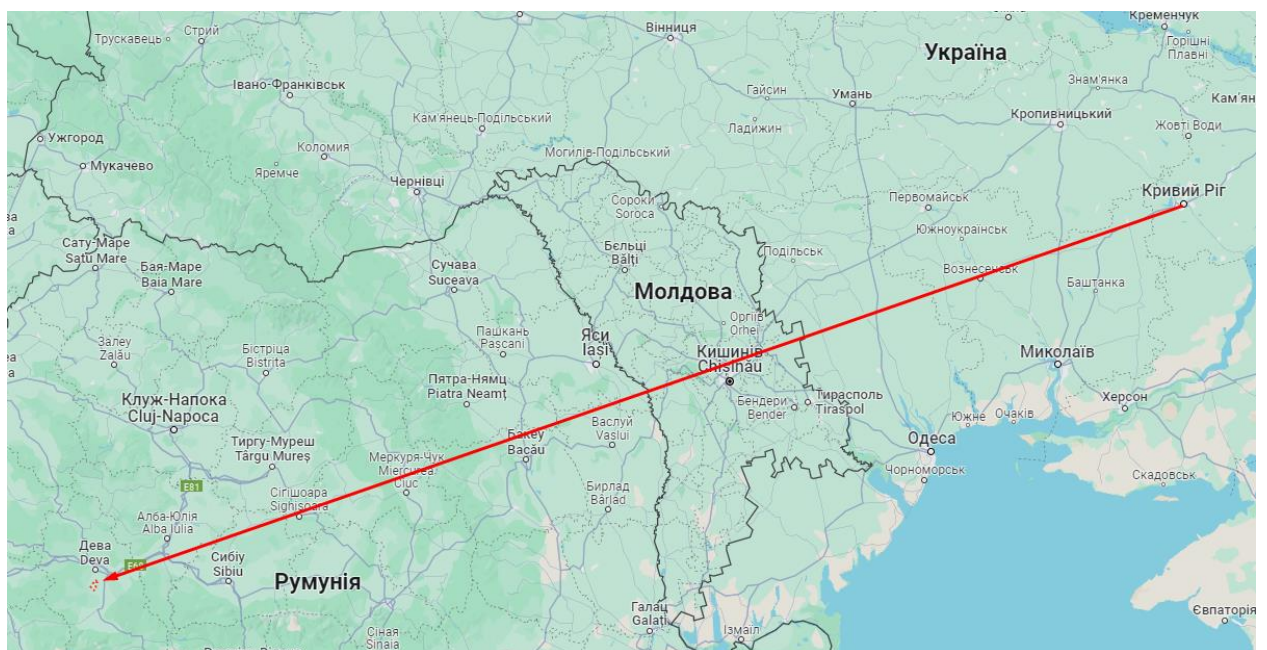 Кременчук
Стрий
Трускавець
Вінниця
Україна
Горішні
Плавні
Знам'янка
Івано-Франківськ
Гайсин
Умань
Кам'ян
Кам'янець-Подільський
Ладижин
Кропивницький
Жовті Води
Ужгород
Коломия
Могилів-Подільський
Мукачево
Яремче
Чернівці
Кривий Ріг
Сороки
Soroca
Первомайськ
Южноукраїнськ
Сату-Маре
Satu Mare
Бєльці
Bălți
Подільськ
Бая-Маре
Baia Mare
Сучава
Suceava
Вознесенськ
Баштанка
Молдова
Оргіїв
Orhei
Пашкань
Pașcani
Яси
Iași
Залеу
Zalău
Бістріца
Bistrița
Кишинів
Chișinău
Миколаїв
Пятра-Нямц
Piatra Neamț
Клуж-Напока
Cluj-Napoca
Бендери
Bender
Тирасполь
Tiraspol
Херсон
Южне
Очаків
Васлуй
Vaslui
Бакеу
Bacău
Одеса
Тиргу-Муреш
Târgu Mureș
Меркуря-Чук
Miercurea
Ciuc
Чорноморськ
Скадовськ
E81
Сігішоара
Sighișoara
Бирлад
Bârlad
Алба-Юлія
Alba Iulia
Дева
Deva
Сибіу
Sibiu
Румунія
Галац
Galați
Ізмаїл
Євпаторія
Сіная
Sinaia